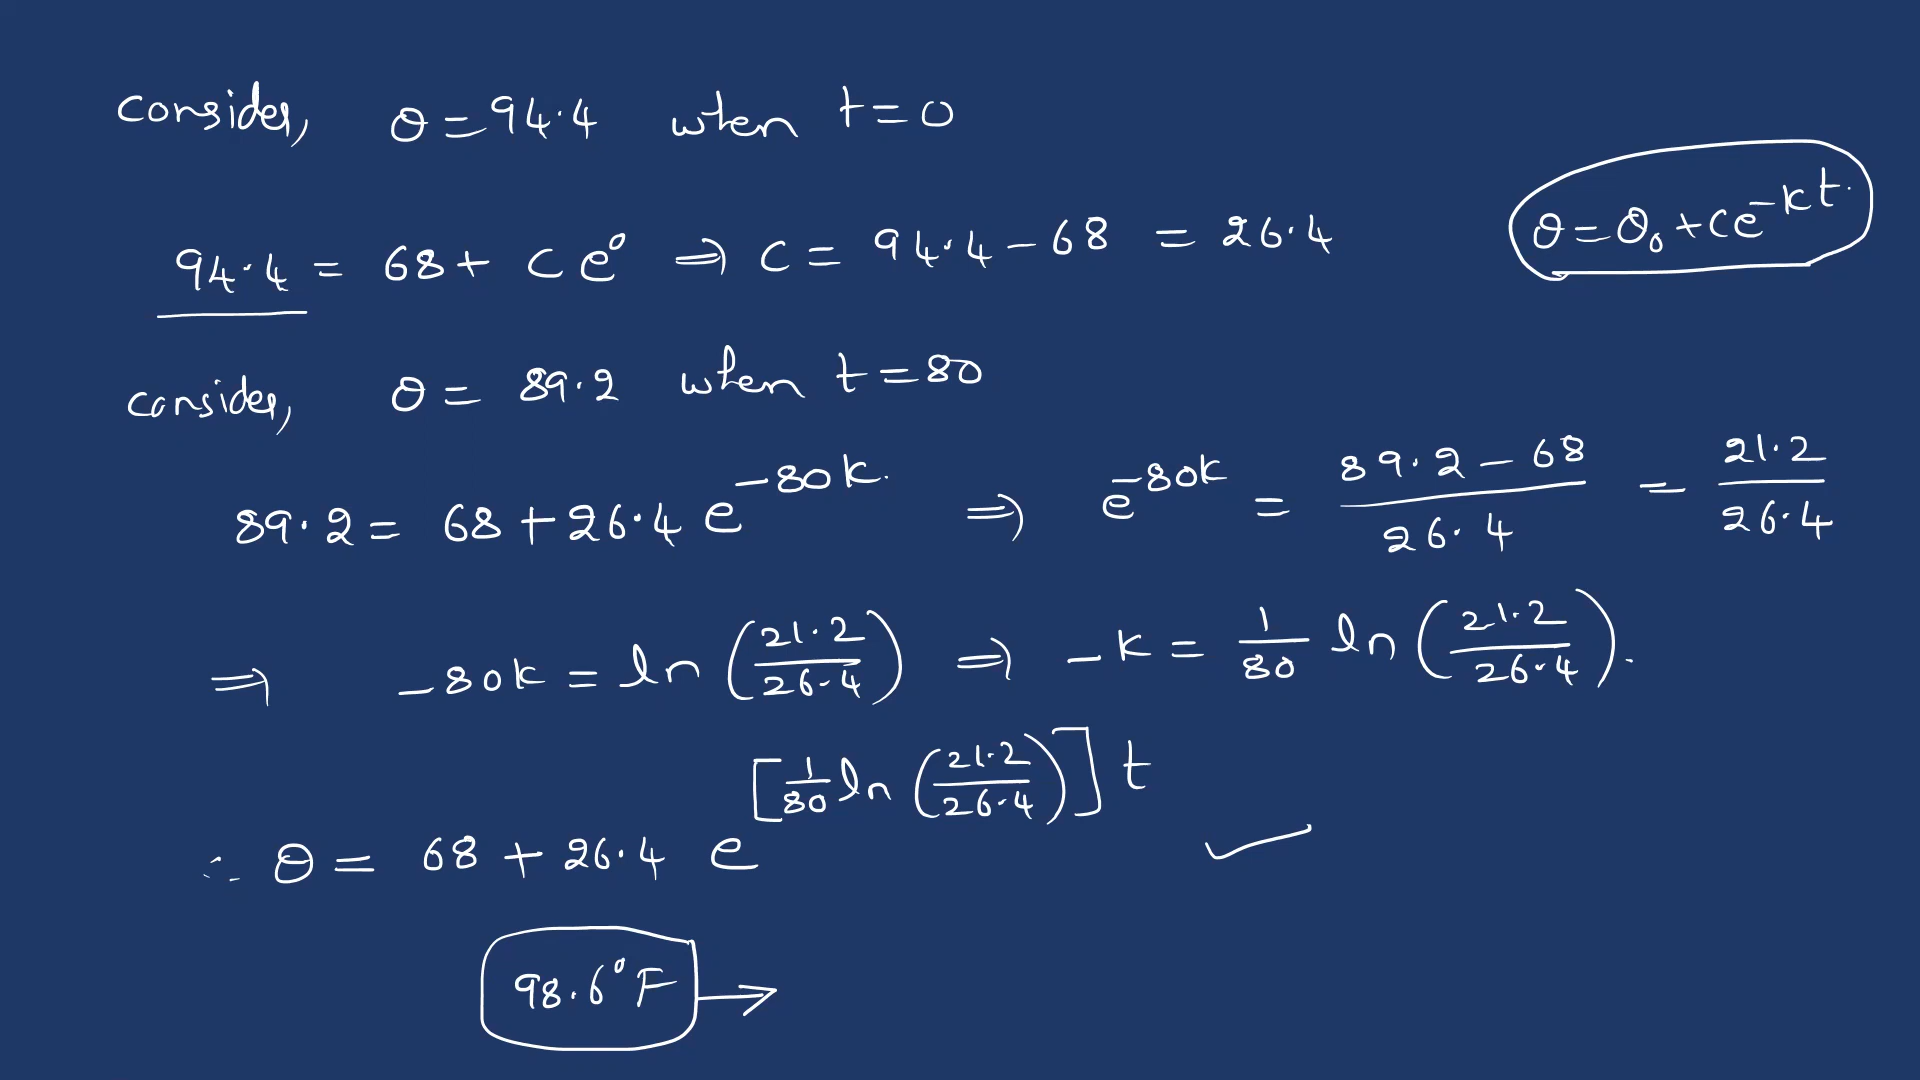 consider, θ = 94.4 when t = 0
θ = θ₀ + ce^{-kt}.
94.4 = 68 + c e⁰ ⇒ c = 94.4 - 68 = 26.4
consider, θ = 89.2 when t = 80
89.2 = 68 + 26.4 e^{-80k}. ⇒ e^{-80k} = (89.2 - 68)/(26.4) = 21.2/26.4
⇒ -80k = ln (21.2/26.4) ⇒ -k = 1/80 ln (21.2/26.4).
∴ θ = 68 + 26.4 e^{[1/80 ln (21.2/26.4)] t} ✓
98.6°F →